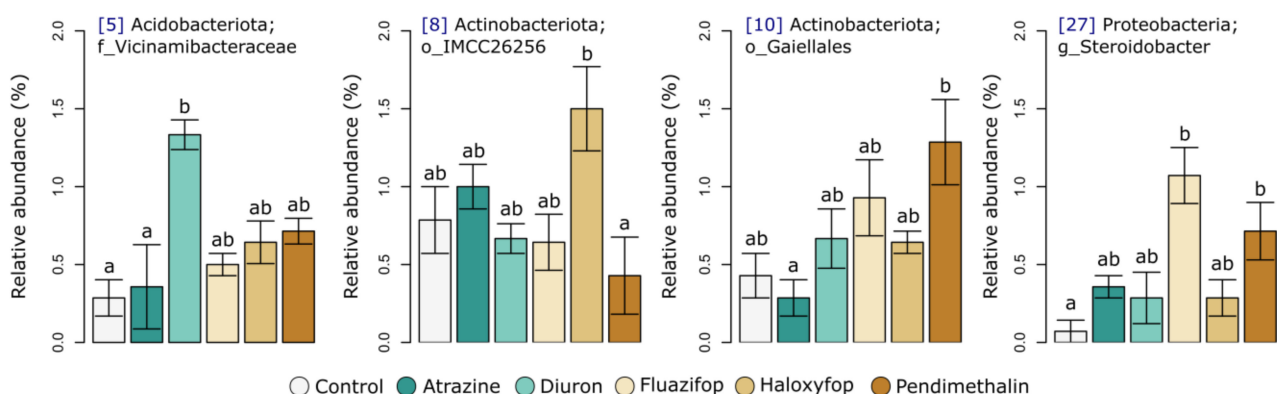 [5] Acidobacteriota;
f_Vicinamibacteraceae
Relative abundance (%)
2.0
1.5
1.0
0.5
0.0
a
a
b
ab
ab
ab
[8] Actinobacteriota;
o_IMCC26256
Relative abundance (%)
2.0
1.5
1.0
0.5
0.0
ab
ab
ab
ab
b
a
[10] Actinobacteriota;
o_Gaiellales
Relative abundance (%)
2.0
1.5
1.0
0.5
0.0
ab
a
ab
ab
ab
b
[27] Proteobacteria;
g_Steroidobacter
Relative abundance (%)
2.0
1.5
1.0
0.5
0.0
a
ab
ab
b
ab
b
Control Atrazine Diuron Fluazifop Haloxyfop Pendimethalin